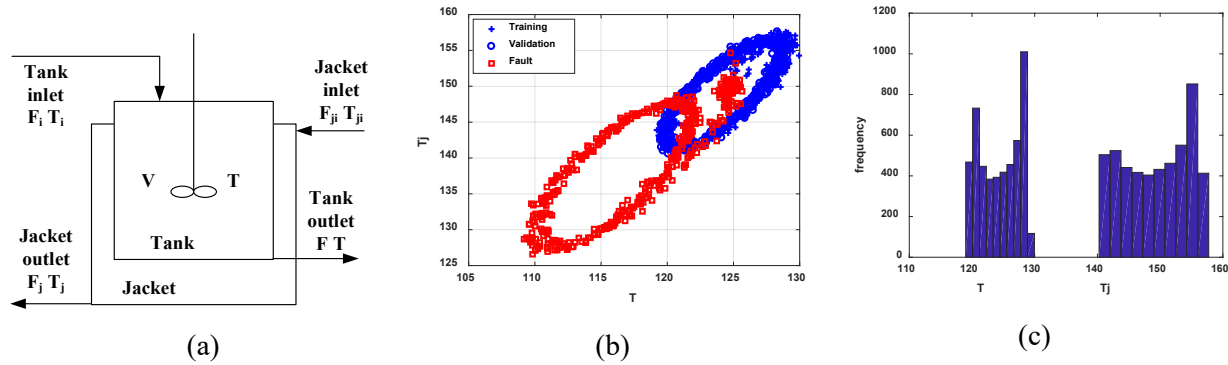 Tank
inlet
Fi Ti
Jacket
inlet
Fji Tji
V T
Tank
outlet
F T
Tank
Jacket
outlet
Fj Tj
Jacket
(a)
160
155
150
145
140
135
130
125
Tj
Training
Validation
Fault
105 110 115 120 125 130
T
(b)
1200
1000
800
600
400
200
0
frequency
110 120 130 140 150 160
T Tj
(c)